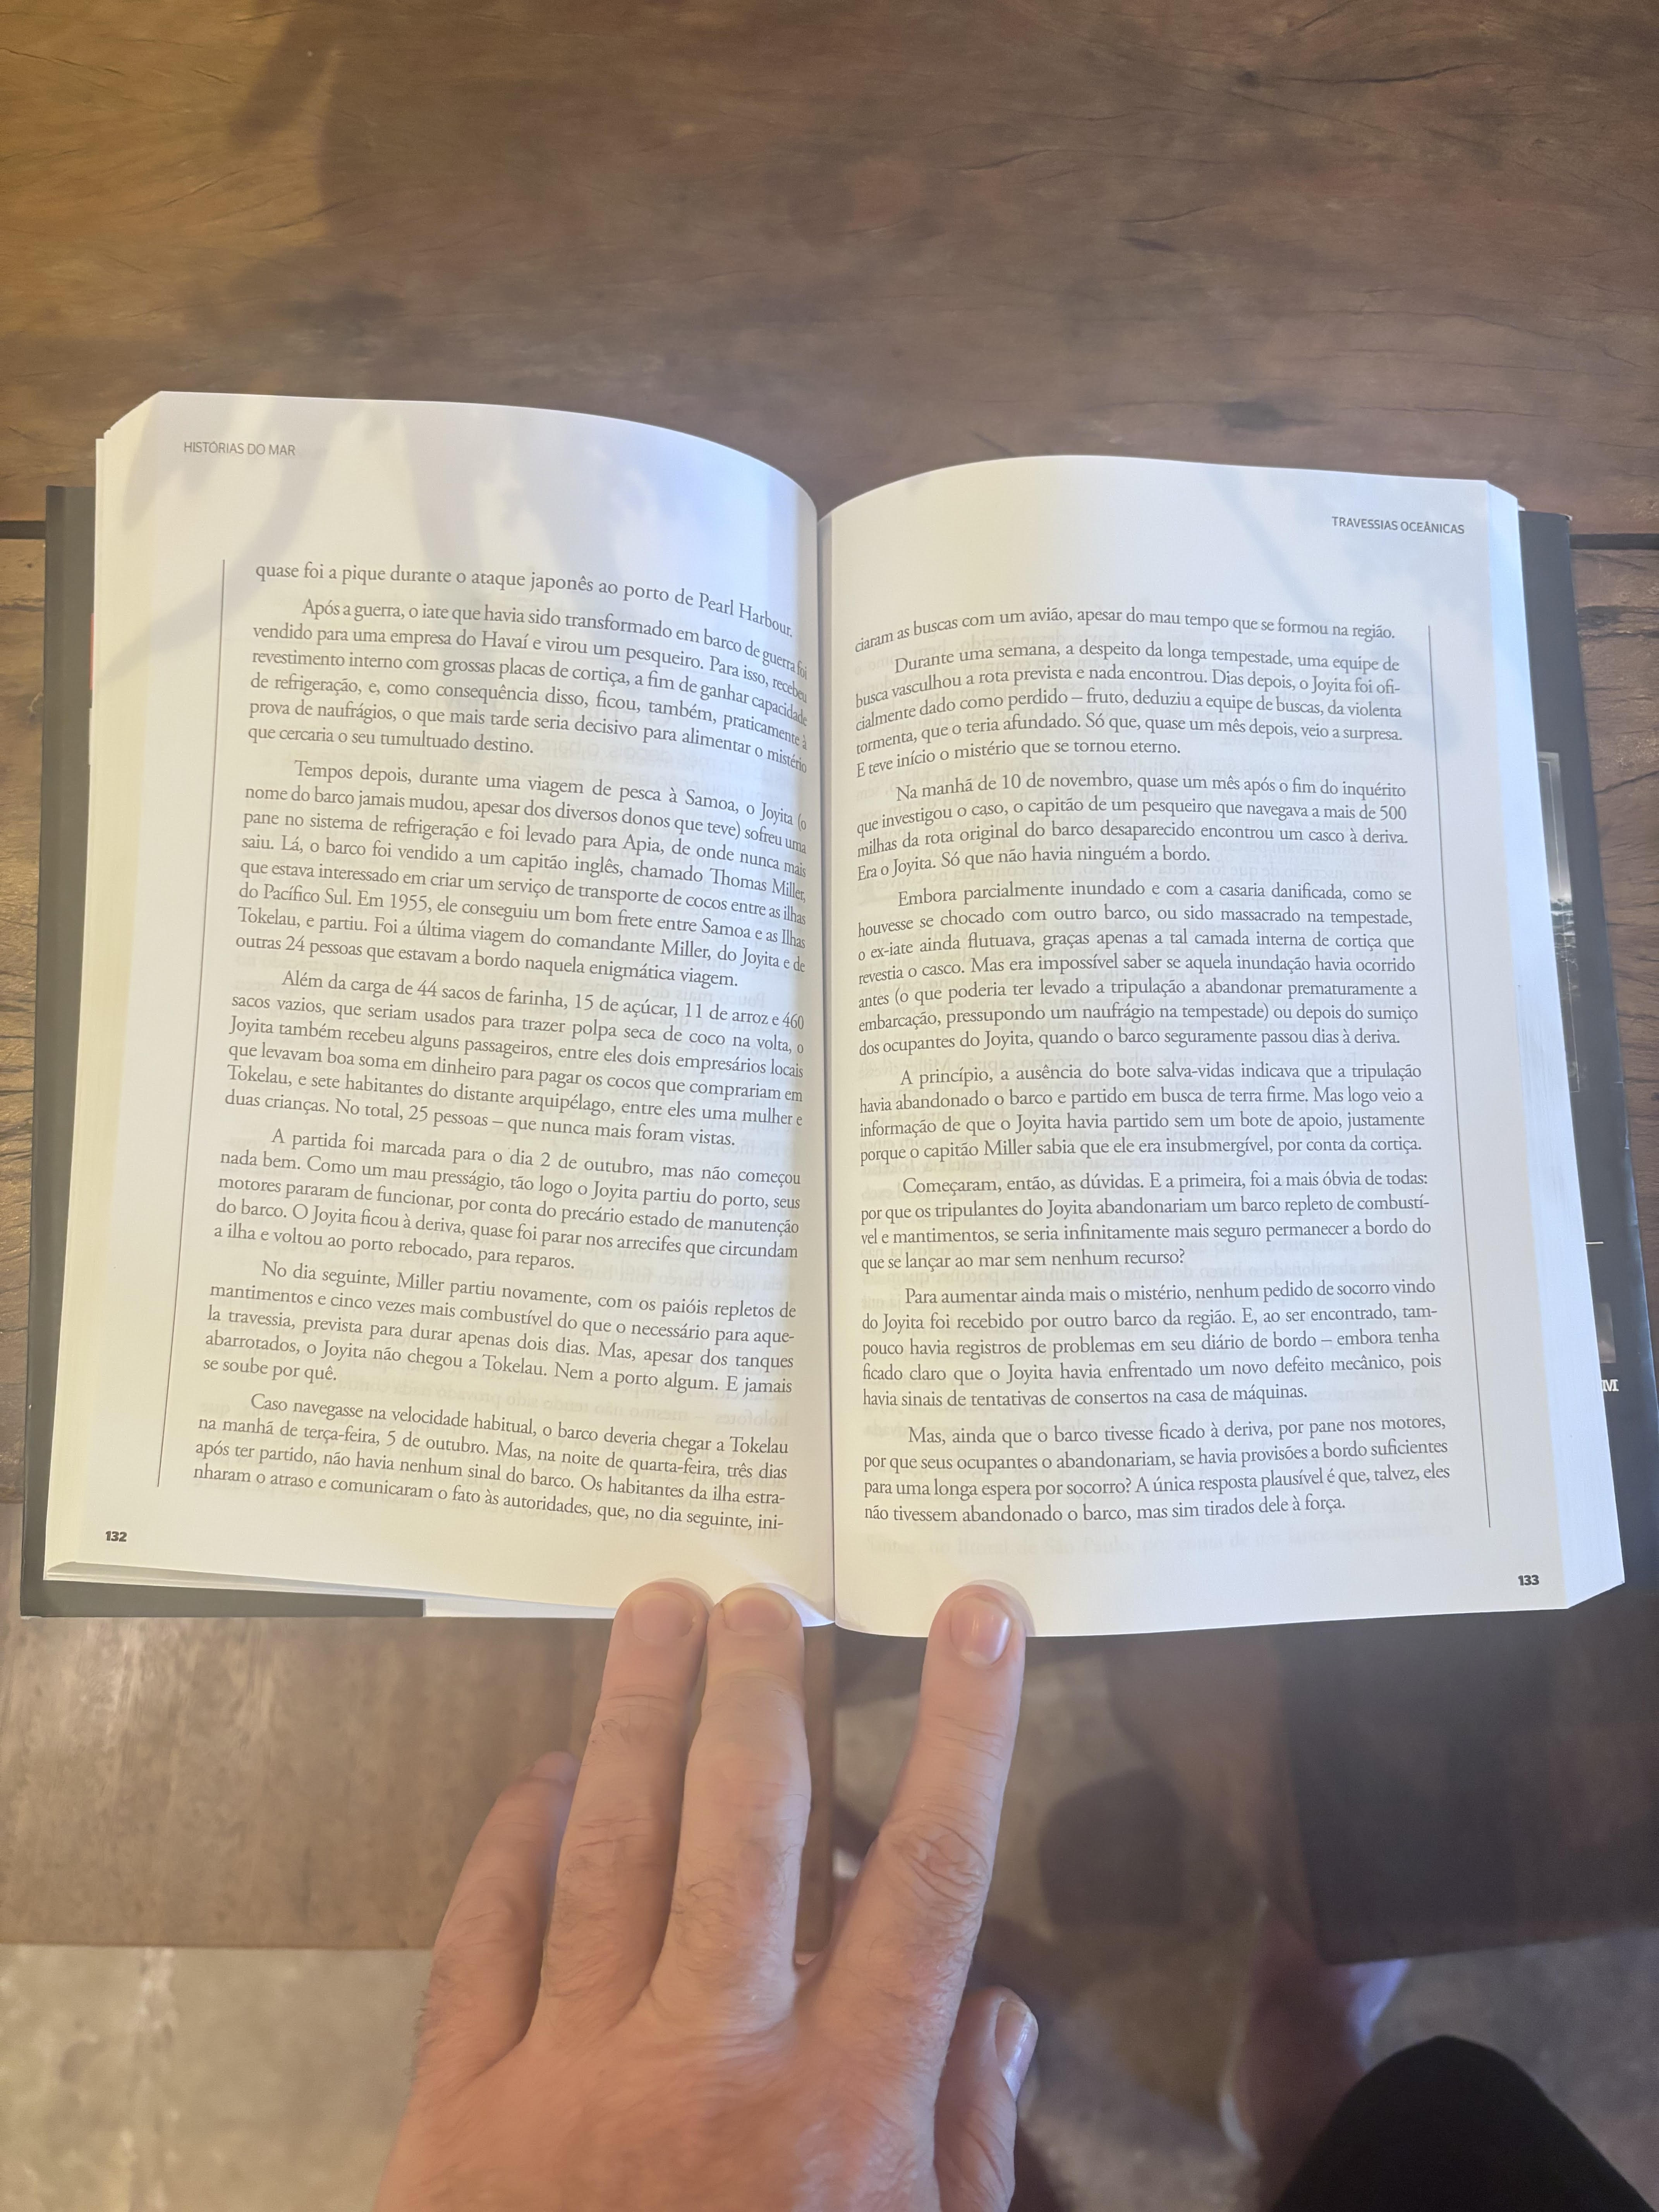 HISTÓRIAS DO MAR
quase foi a pique durante o ataque japonês ao porto de Pearl Harbour.
Após a guerra, o iate que havia sido transformado em barco de guerra foi
vendido para uma empresa do Havaí e virou um pesqueiro. Para isso, recebeu
revestimento interno com grossas placas de cortiça, a fim de ganhar capacidade
de refrigeração, e, como consequência disso, ficou, também, praticamente à
prova de naufrágios, o que mais tarde seria decisivo para alimentar o mistério
que cercaria o seu tumultuado destino.
Tempos depois, durante uma viagem de pesca à Samoa, o Joyita (o
nome do barco jamais mudou, apesar dos diversos donos que teve) sofreu uma
pane no sistema de refrigeração e foi levado para Apia, de onde nunca mais
saiu. Lá, o barco foi vendido a um capitão inglês, chamado Thomas Miller,
que estava interessado em criar um serviço de transporte de cocos entre as ilhas
do Pacífico Sul. Em 1955, ele conseguiu um bom frete entre Samoa e as Ilhas
Tokelau, e partiu. Foi a última viagem do comandante Miller, do Joyita e de
outras 24 pessoas que estavam a bordo naquela enigmática viagem.
Além da carga de 44 sacos de farinha, 15 de açúcar, 11 de arroz e 460
sacos vazios, que seriam usados para trazer polpa seca de coco na volta, o
Joyita também recebeu alguns passageiros, entre eles dois empresários locais
que levavam boa soma em dinheiro para pagar os cocos que comprariam em
Tokelau, e sete habitantes do distante arquipélago, entre eles uma mulher e
duas crianças. No total, 25 pessoas – que nunca mais foram vistas.
A partida foi marcada para o dia 2 de outubro, mas não começou
nada bem. Como um mau presságio, tão logo o Joyita partiu do porto, seus
motores pararam de funcionar, por conta do precário estado de manutenção
do barco. O Joyita ficou à deriva, quase foi parar nos arrecifes que circundam
a ilha e voltou ao porto rebocado, para reparos.
No dia seguinte, Miller partiu novamente, com os paióis repletos de
mantimentos e cinco vezes mais combustível do que o necessário para aque-
la travessia, prevista para durar apenas dois dias. Mas, apesar dos tanques
abarrotados, o Joyita não chegou a Tokelau. Nem a porto algum. E jamais
se soube por quê.
Caso navegasse na velocidade habitual, o barco deveria chegar a Tokelau
na manhã de terça-feira, 5 de outubro. Mas, na noite de quarta-feira, três dias
após ter partido, não havia nenhum sinal do barco. Os habitantes da ilha estra-
nharam o atraso e comunicaram o fato às autoridades, que, no dia seguinte, ini-
132
TRAVESSIAS OCEÂNICAS
ciaram as buscas com um avião, apesar do mau tempo que se formou na região.
Durante uma semana, a despeito da longa tempestade, uma equipe de
busca vasculhou a rota prevista e nada encontrou. Dias depois, o Joyita foi ofi-
cialmente dado como perdido – fruto, deduziu a equipe de buscas, da violenta
tormenta, que o teria afundado. Só que, quase um mês depois, veio a surpresa.
E teve início o mistério que se tornou eterno.
Na manhã de 10 de novembro, quase um mês após o fim do inquérito
que investigou o caso, o capitão de um pesqueiro que navegava a mais de 500
milhas da rota original do barco desaparecido encontrou um casco à deriva.
Era o Joyita. Só que não havia ninguém a bordo.
Embora parcialmente inundado e com a casaria danificada, como se
houvesse se chocado com outro barco, ou sido massacrado na tempestade,
o ex-iate ainda flutuava, graças apenas a tal camada interna de cortiça que
revestia o casco. Mas era impossível saber se aquela inundação havia ocorrido
antes (o que poderia ter levado a tripulação a abandonar prematuramente a
embarcação, pressupondo um naufrágio na tempestade) ou depois do sumiço
dos ocupantes do Joyita, quando o barco seguramente passou dias à deriva.
A princípio, a ausência do bote salva-vidas indicava que a tripulação
havia abandonado o barco e partido em busca de terra firme. Mas logo veio a
informação de que o Joyita havia partido sem um bote de apoio, justamente
porque o capitão Miller sabia que ele era insubmergível, por conta da cortiça.
Começaram, então, as dúvidas. E a primeira, foi a mais óbvia de todas:
por que os tripulantes do Joyita abandonariam um barco repleto de combustí-
vel e mantimentos, se seria infinitamente mais seguro permanecer a bordo do
que se lançar ao mar sem nenhum recurso?
Para aumentar ainda mais o mistério, nenhum pedido de socorro vindo
do Joyita foi recebido por outro barco da região. E, ao ser encontrado, tam-
pouco havia registros de problemas em seu diário de bordo – embora tenha
ficado claro que o Joyita havia enfrentado um novo defeito mecânico, pois
havia sinais de tentativas de consertos na casa de máquinas.
Mas, ainda que o barco tivesse ficado à deriva, por pane nos motores,
por que seus ocupantes o abandonariam, se havia provisões a bordo suficientes
para uma longa espera por socorro? A única resposta plausível é que, talvez, eles
não tivessem abandonado o barco, mas sim tirados dele à força.
133